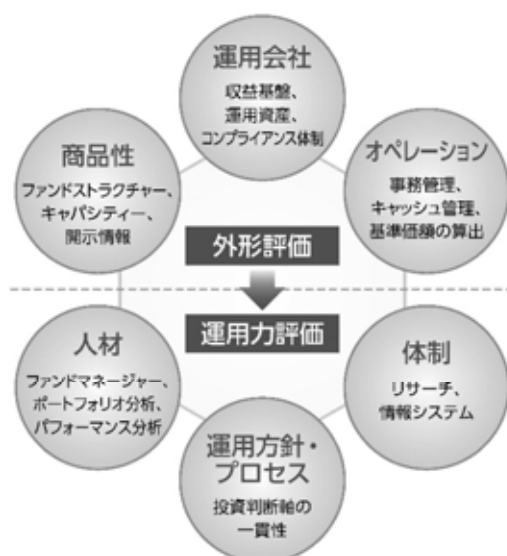 運用会社
収益基盤、
運用資産、
コンプライアンス体制
商品性
ファンドストラクチャー、
キャパシティー、
開示情報
オペレーション
事務管理、
キャッシュ管理、
基準価額の算出
外形評価
運用力評価
人材
ファンドマネージャー、
ポートフォリオ分析、
パフォーマンス分析
体制
リサーチ、
情報システム
運用方針・
プロセス
投資判断軸の
一貫性